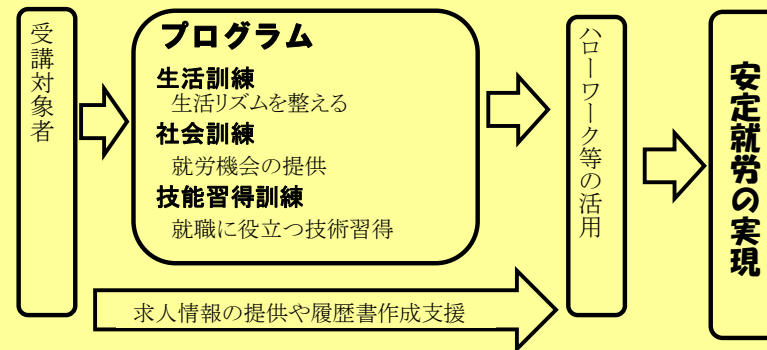 受講対象者
プログラム
生活訓練
生活リズムを整える
社会訓練
就労機会の提供
技能習得訓練
就職に役立つ技術習得
ハローワーク等の活用
安定就労の実現
求人情報の提供や履歴書作成支援